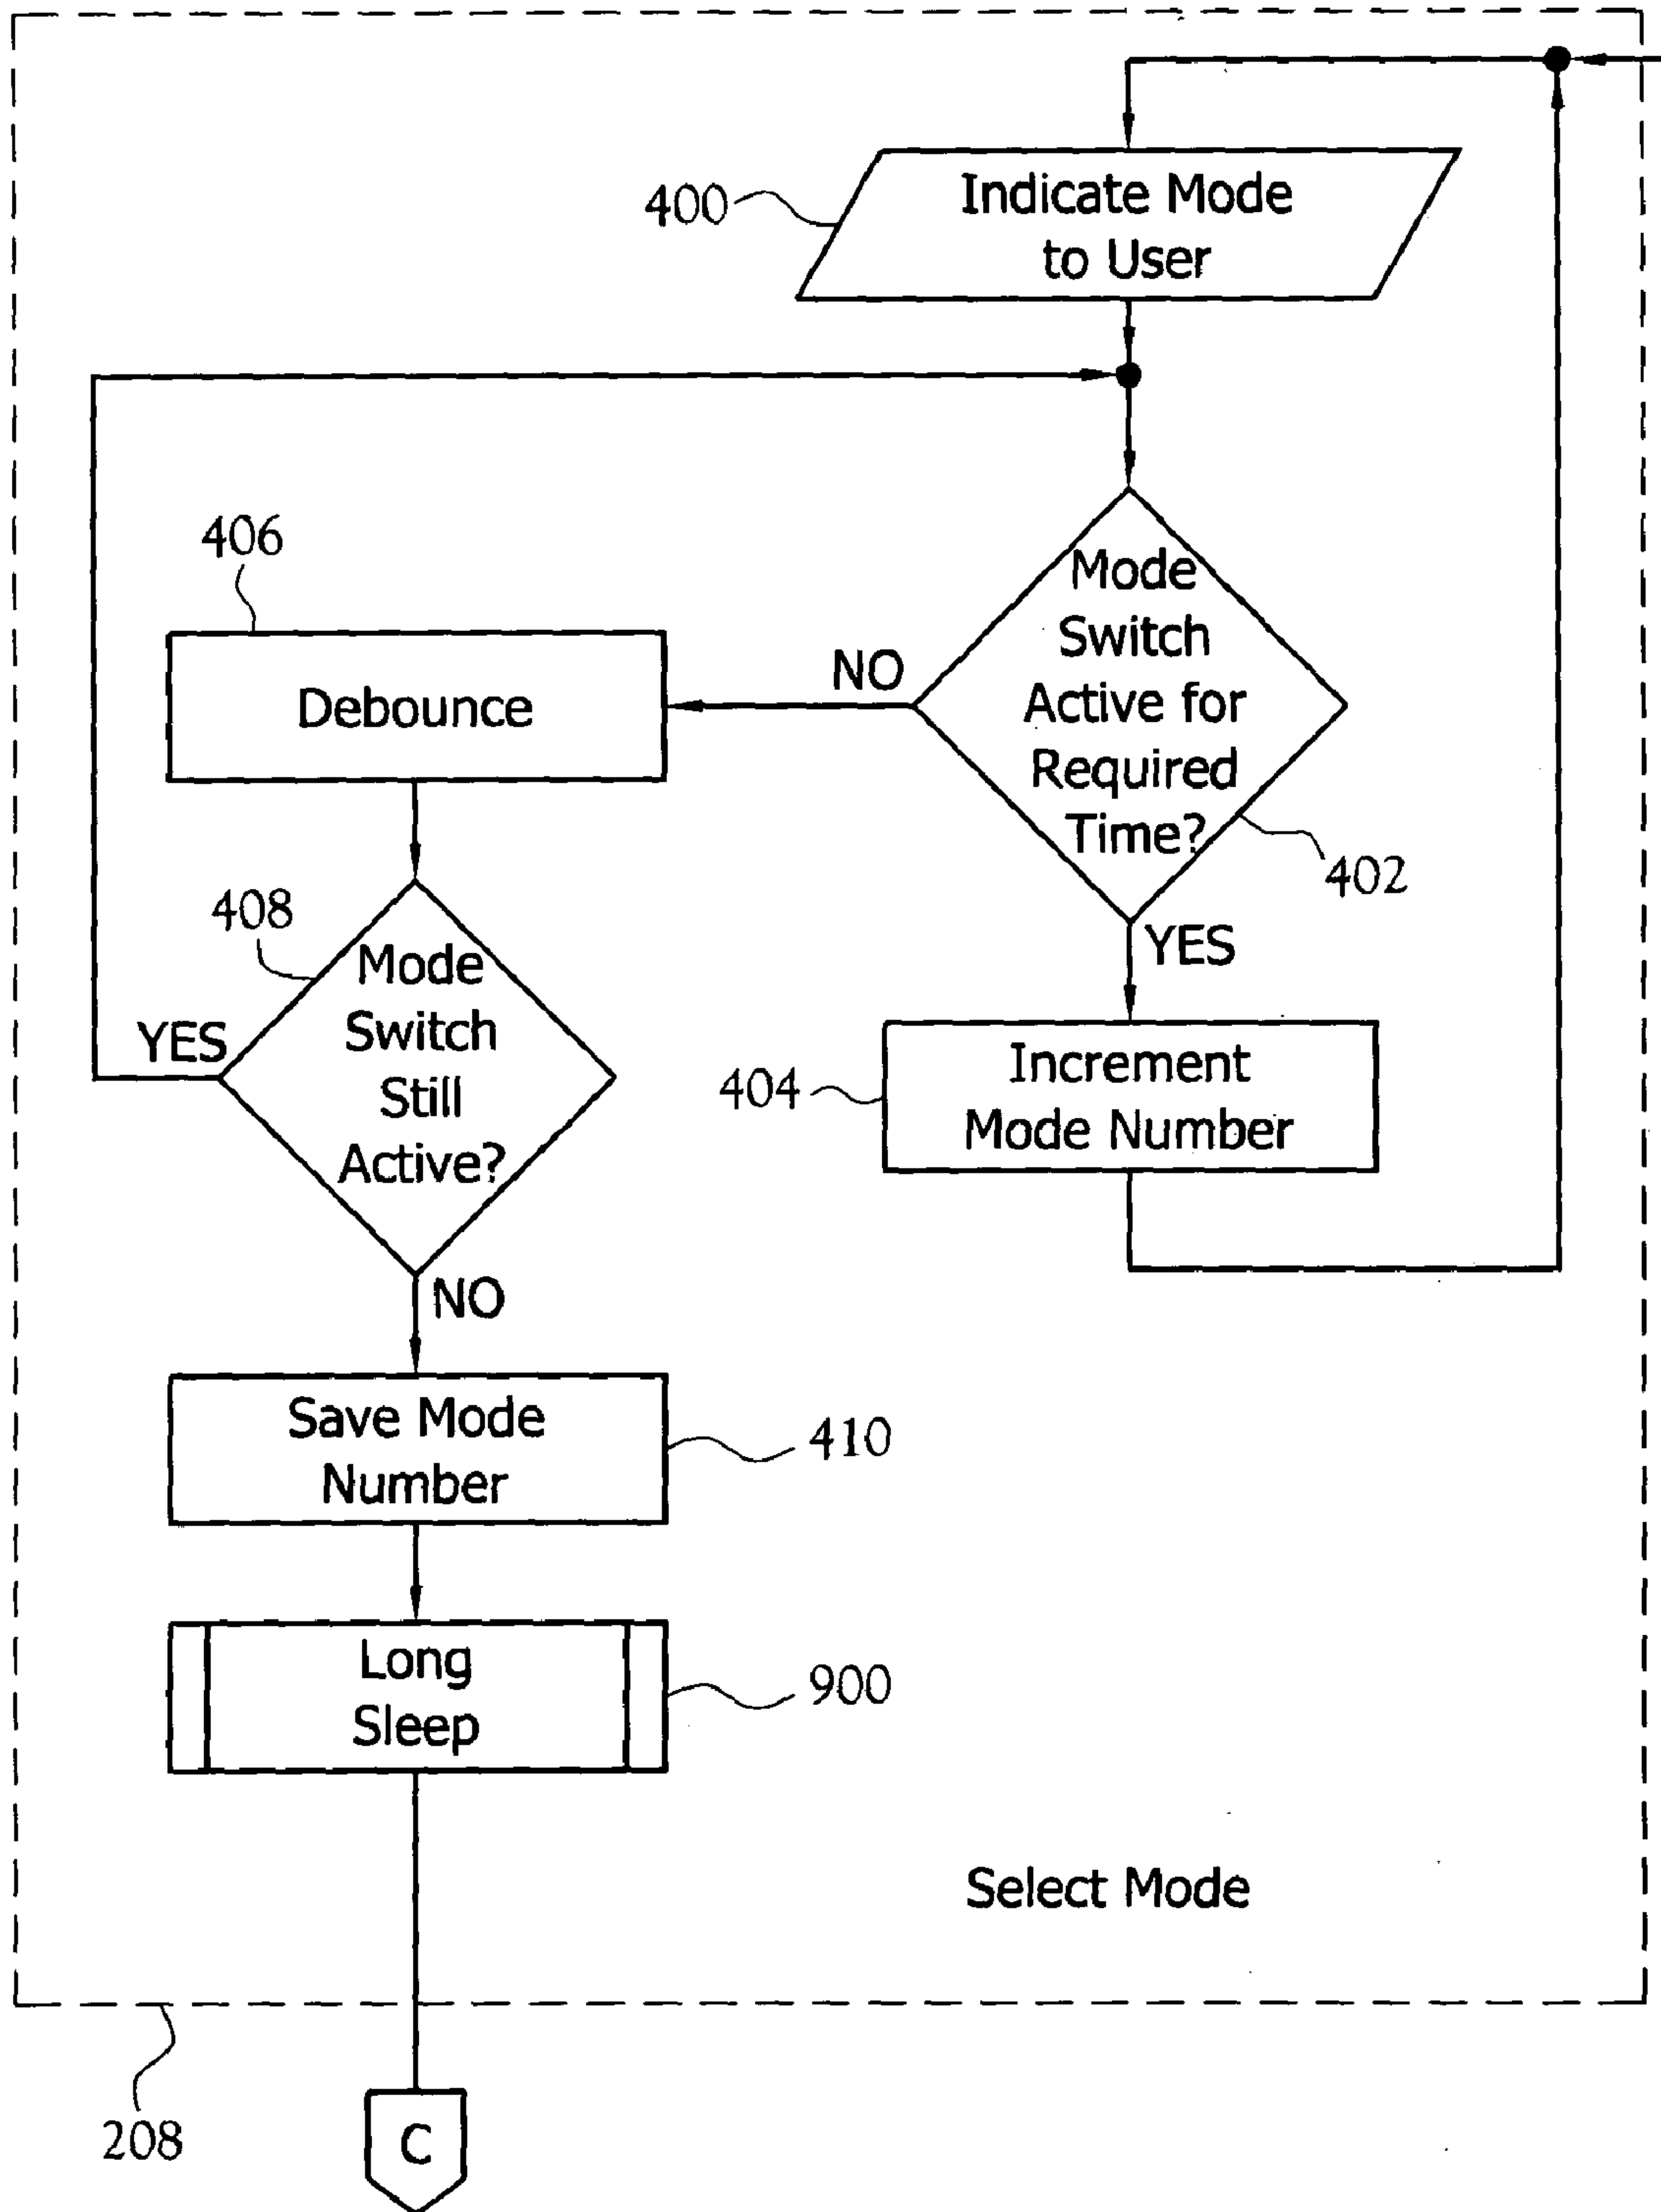 400
Indicate Mode
to User
406
Mode
Switch
Active for
Required
Time?
NO
Debounce
402
408
YES
Mode
Switch
Still
Active?
YES
404
Increment
Mode Number
NO
Save Mode
Number
410
Long
Sleep
900
Select Mode
208
C